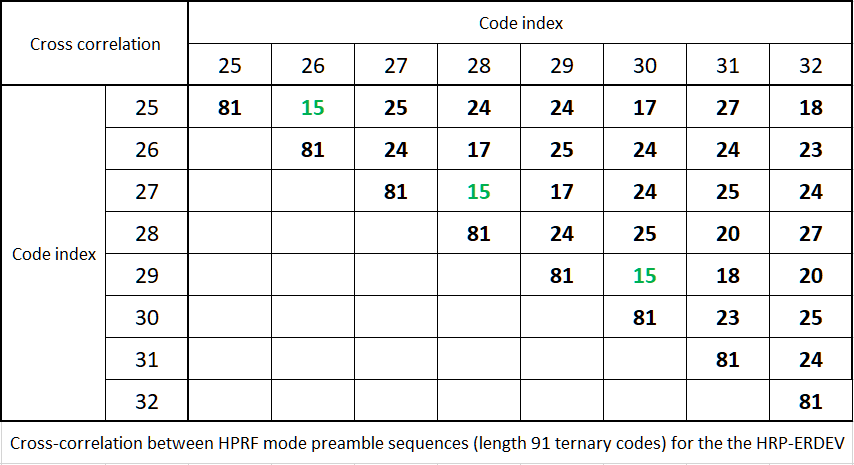 Cross correlation
Code index
25 26 27 28 29 30 31 32
Code index
25 81 15 25 24 24 17 27 18
26 81 24 17 25 24 24 23
27 81 15 17 24 25 24
28 81 24 25 20 27
29 81 15 18 20
30 81 23 25
31 81 24
32 81
Cross-correlation between HPRF mode preamble sequences (length 91 ternary codes) for the the HRP-ERDEV